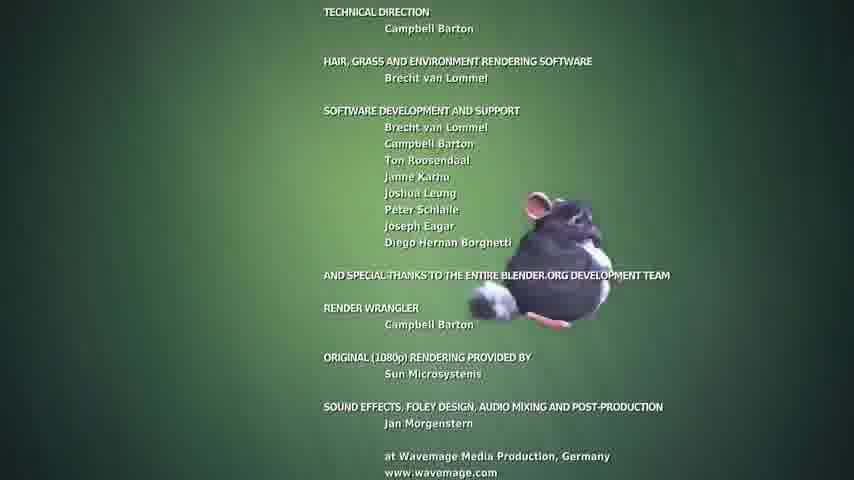 TECHNICAL DIRECTION
Campbell Barton
HAIR, GRASS AND ENVIRONMENT RENDERING SOFTWARE
Brecht van Lommel
SOFTWARE DEVELOPMENT AND SUPPORT
Brecht van Lommel
Campbell Barton
Ton Roosendaal
Janne Karhu
Joshua Leung
Peter Schlaile
Joseph Eagar
Diego Hernan Borghetti
AND SPECIAL THANKS TO THE ENTIRE BLENDER.ORG DEVELOPMENT TEAM
RENDER WRANGLER
Campbell Barton
ORIGINAL (1080p) RENDERING PROVIDED BY
Sun Microsystems
SOUND EFFECTS, FOLEY DESIGN, AUDIO MIXING AND POST-PRODUCTION
Jan Morgenstern
at Wavemage Media Production, Germany
www.wavemage.com